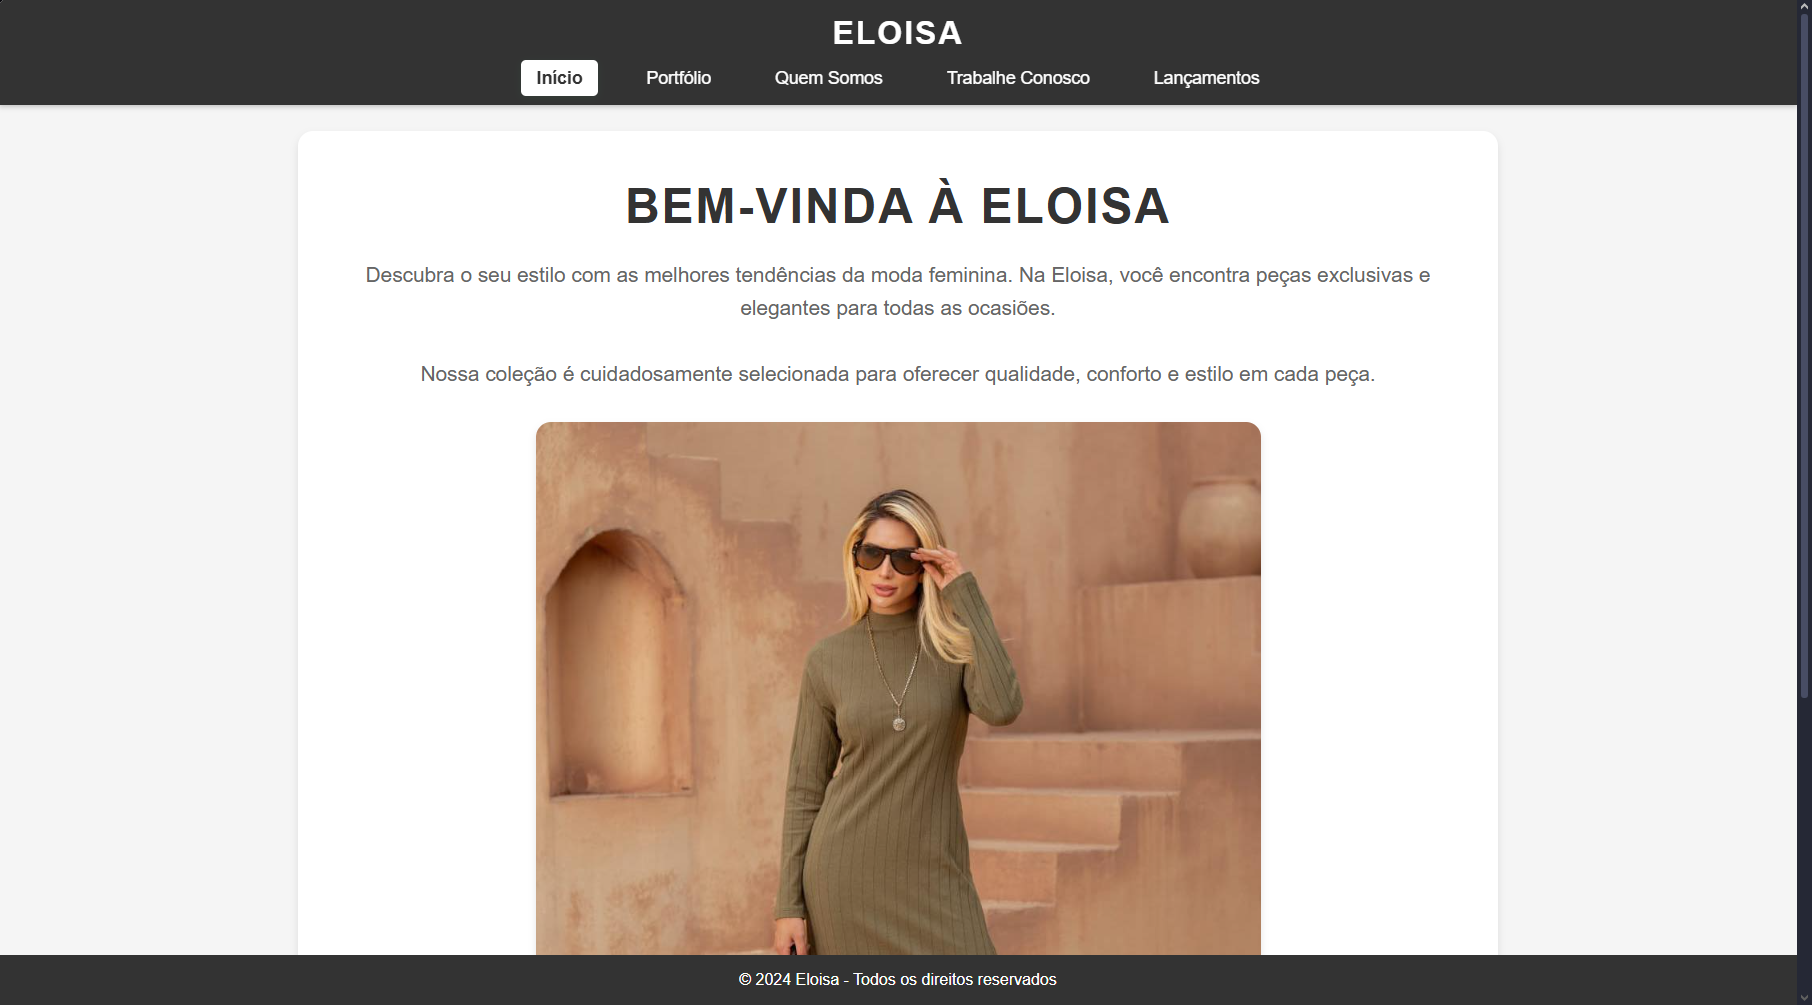 ELOISA
Início Portfólio Quem Somos Trabalhe Conosco Lançamentos
BEM-VINDA À ELOISA
Descubra o seu estilo com as melhores tendências da moda feminina. Na Eloisa, você encontra peças exclusivas e
elegantes para todas as ocasiões.
Nossa coleção é cuidadosamente selecionada para oferecer qualidade, conforto e estilo em cada peça.
© 2024 Eloisa - Todos os direitos reservados